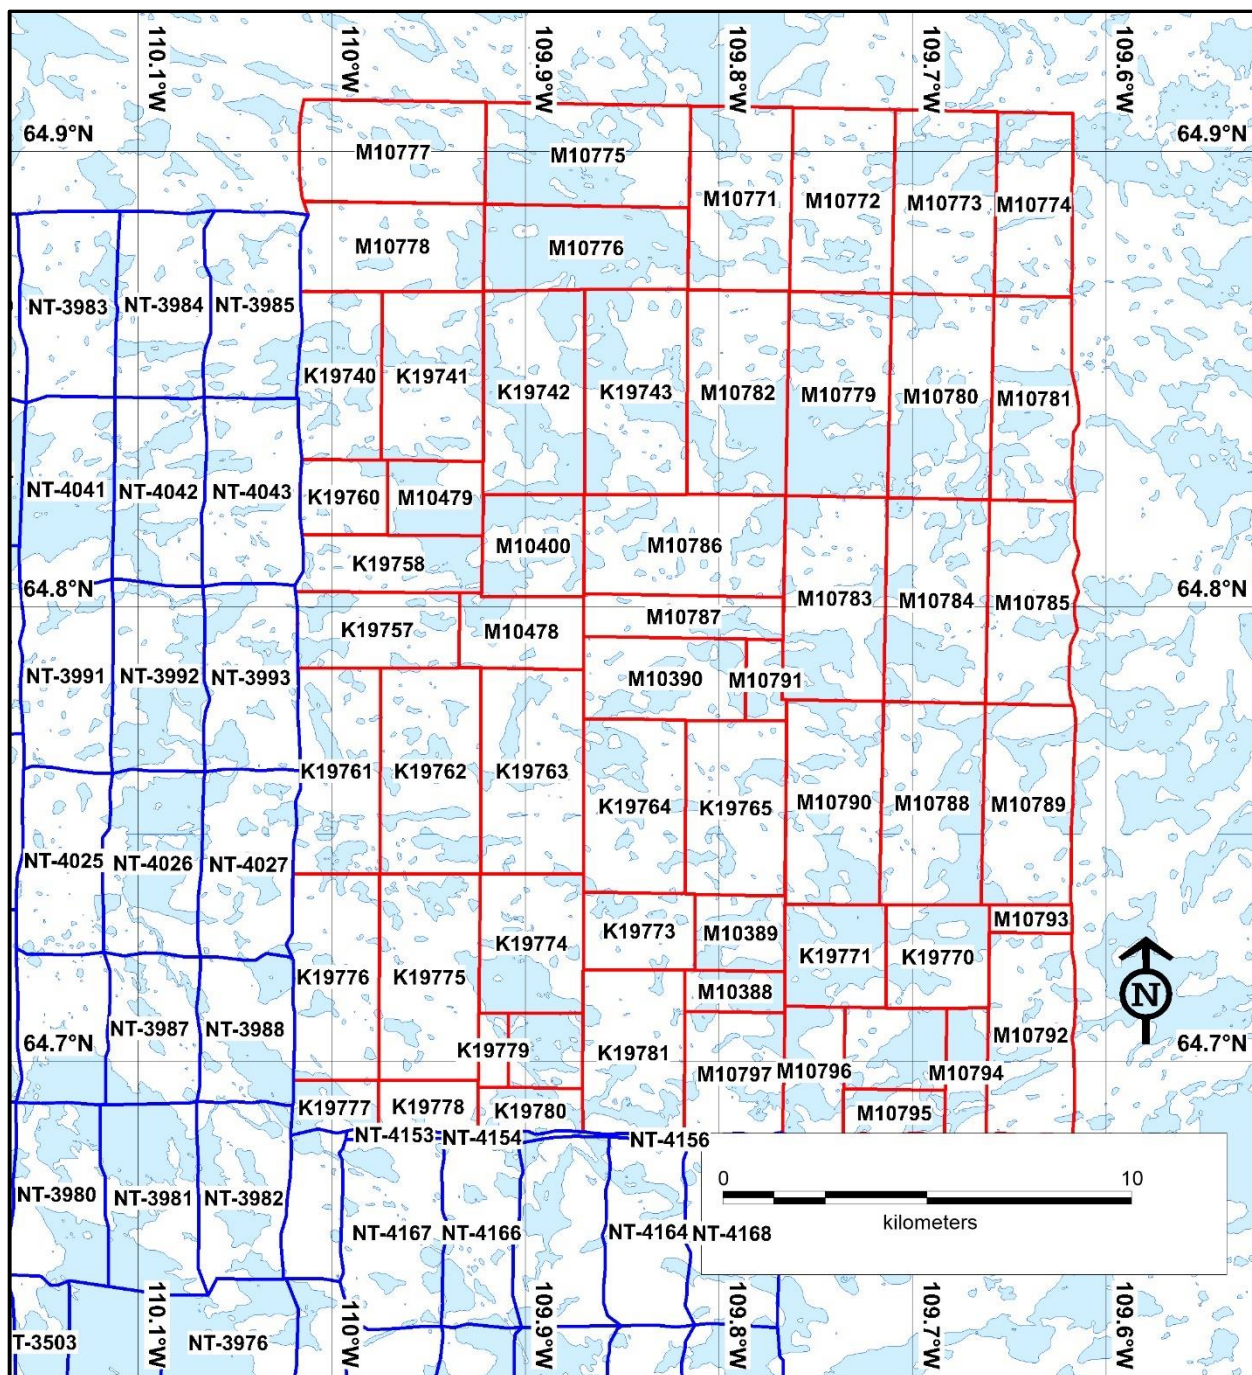 110.1°W
110°W
109.9°W
109.8°W
109.7°W
109.6°W
64.9°N
64.9°N
M10777
M10775
M10771
M10772
M10773
M10774
M10778
M10776
NT-3983
NT-3984
NT-3985
K19740
K19741
K19742
K19743
M10782
M10779
M10780
M10781
NT-4041
NT-4042
NT-4043
K19760
M10479
M10400
M10786
K19758
64.8°N
64.8°N
M10783
M10784
M10785
M10787
K19757
M10478
NT-3991
NT-3992
NT-3993
M10390
M10791
K19761
K19762
K19763
K19764
K19765
M10790
M10788
M10789
NT-4025
NT-4026
NT-4027
K19773
M10389
M10793
K19774
K19776
K19775
K19771
K19770
M10388
N
NT-3987
NT-3988
64.7°N
64.7°N
K19779
K19781
M10792
M10797
M10796
M10794
K19777
K19778
K19780
M10795
NT-4153
NT-4154
NT-4156
NT-3980
NT-3981
NT-3982
0
10
kilometers
NT-4167
NT-4166
NT-4164
NT-4168
T-3503
NT-3976
110.1°W
110°W
109.9°W
109.8°W
109.7°W
109.6°W